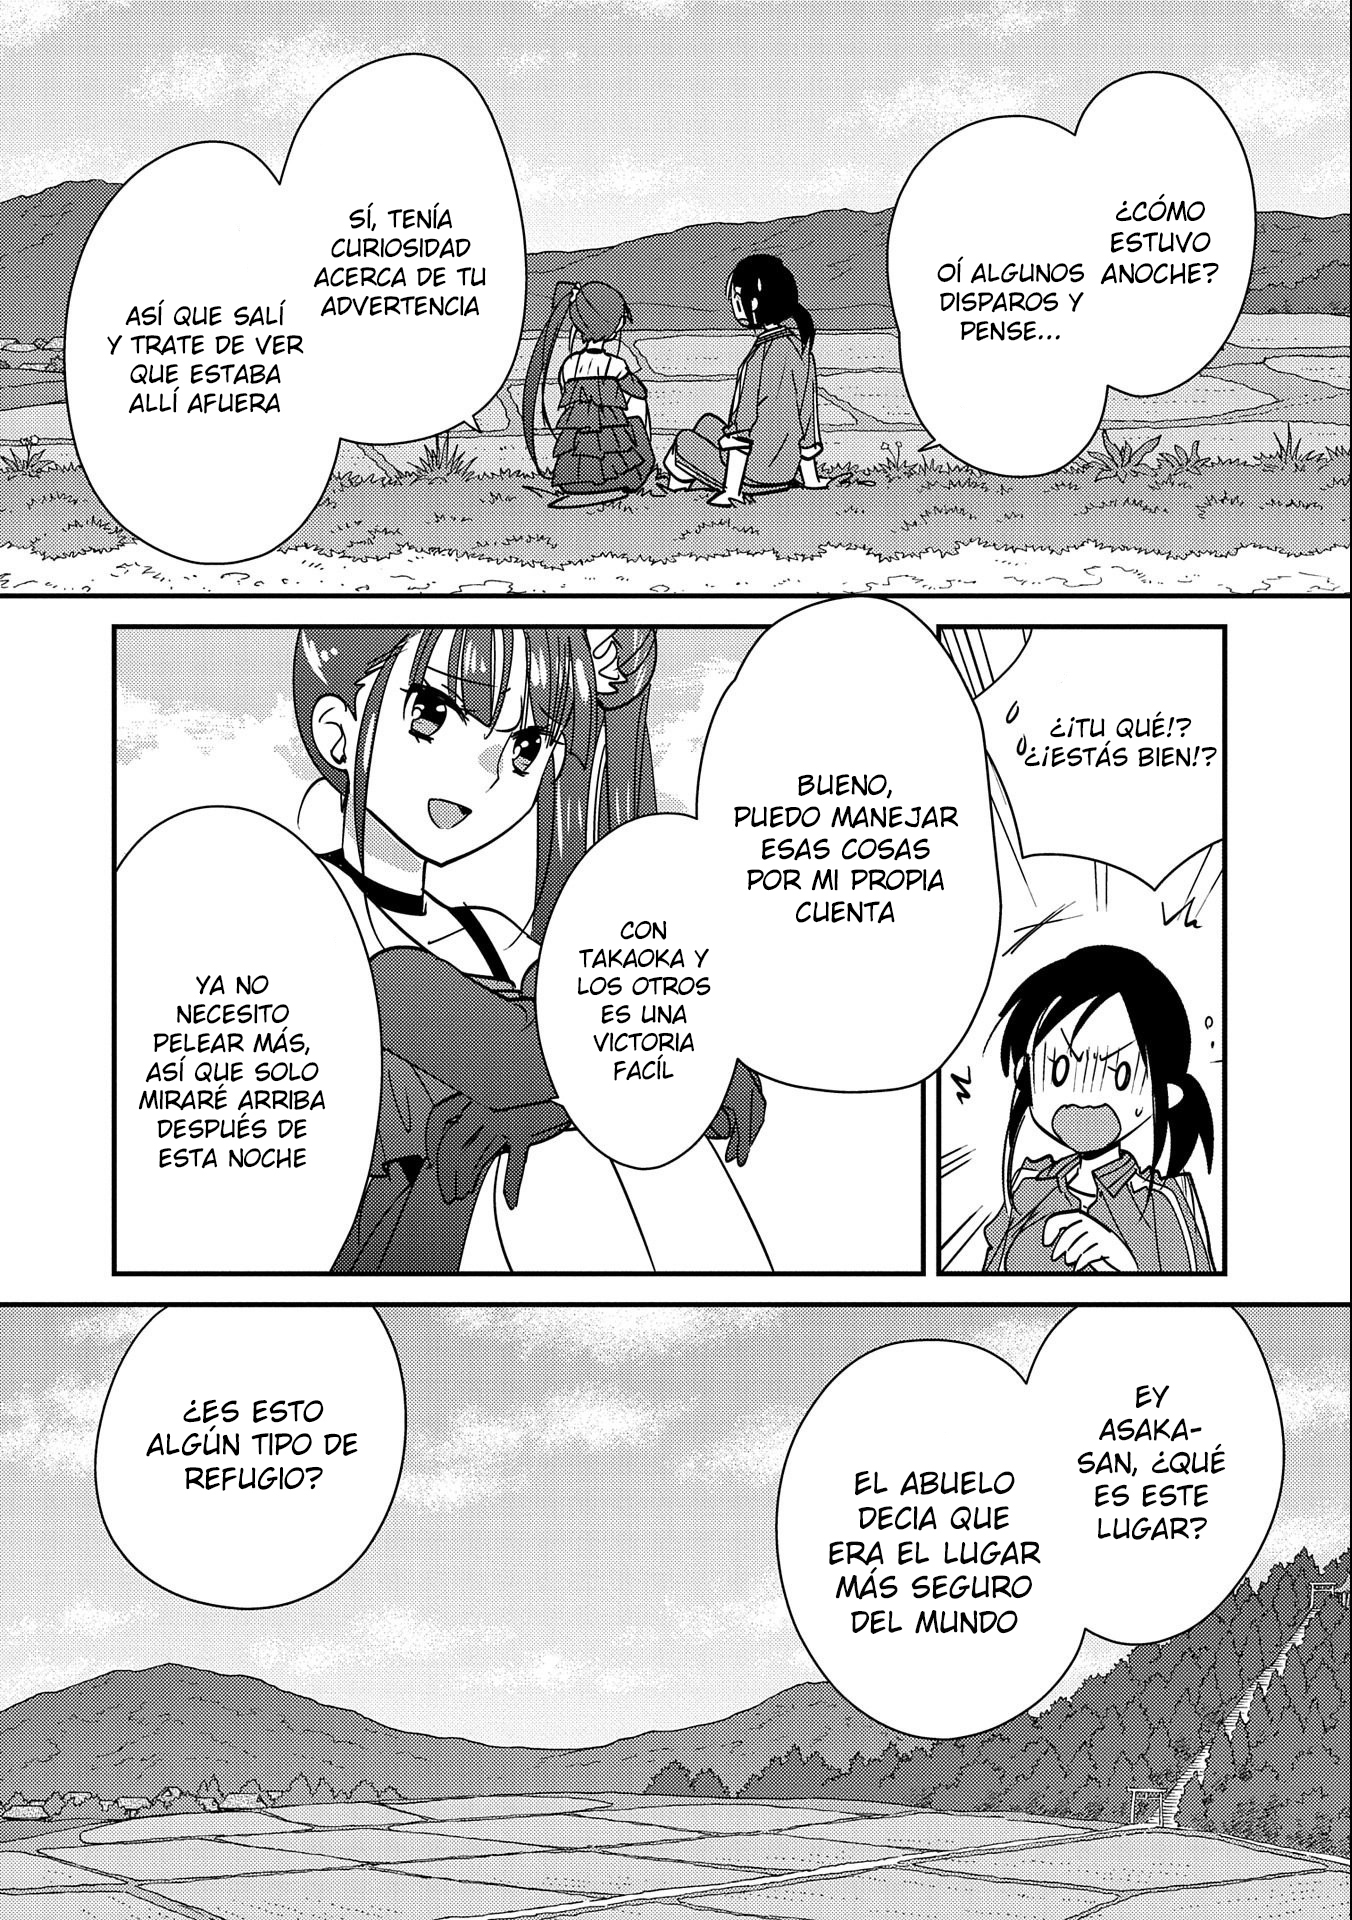 ¿CÓMO
ESTUVO
ANOCHE?
OÍ ALGUNOS
DISPAROS Y
PENSE...
SÍ, TENÍA
CURIOSIDAD
ACERCA DE TU
ADVERTENCIA
ASÍ QUE SALÍ
Y TRATE DE VER
QUE ESTABA
ALLÍ AFUERA
¿¡TU QUÉ!?
¿¡ESTÁS BIEN!?
BUENO,
PUEDO MANEJAR
ESAS COSAS
POR MI PROPIA
CUENTA
CON
TAKAOKA Y
LOS OTROS
ES UNA
VICTORIA
FACÍL
YA NO
NECESITO
PELEAR MÁS,
ASÍ QUE SOLO
MIRARÉ ARRIBA
DESPUÉS DE
ESTA NOCHE
EY
ASAKA-
SAN, ¿QUÉ
ES ESTE
LUGAR?
EL ABUELO
DECIA QUE
ERA EL LUGAR
MÁS SEGURO
DEL MUNDO
¿ES ESTO
ALGÚN TIPO DE
REFUGIO?